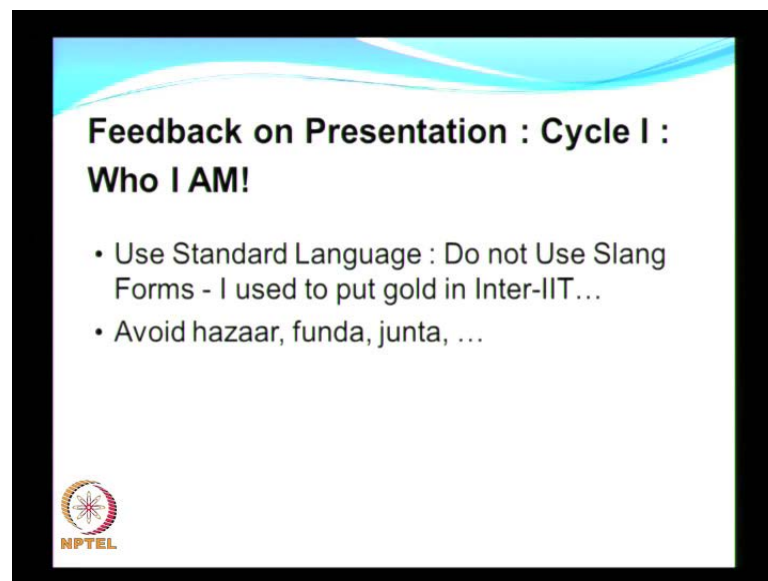 Feedback on Presentation : Cycle I :
Who I AM!
• Use Standard Language : Do not Use Slang
Forms - I used to put gold in Inter-IIT...
• Avoid hazaar, funda, junta, ...
NPTEL